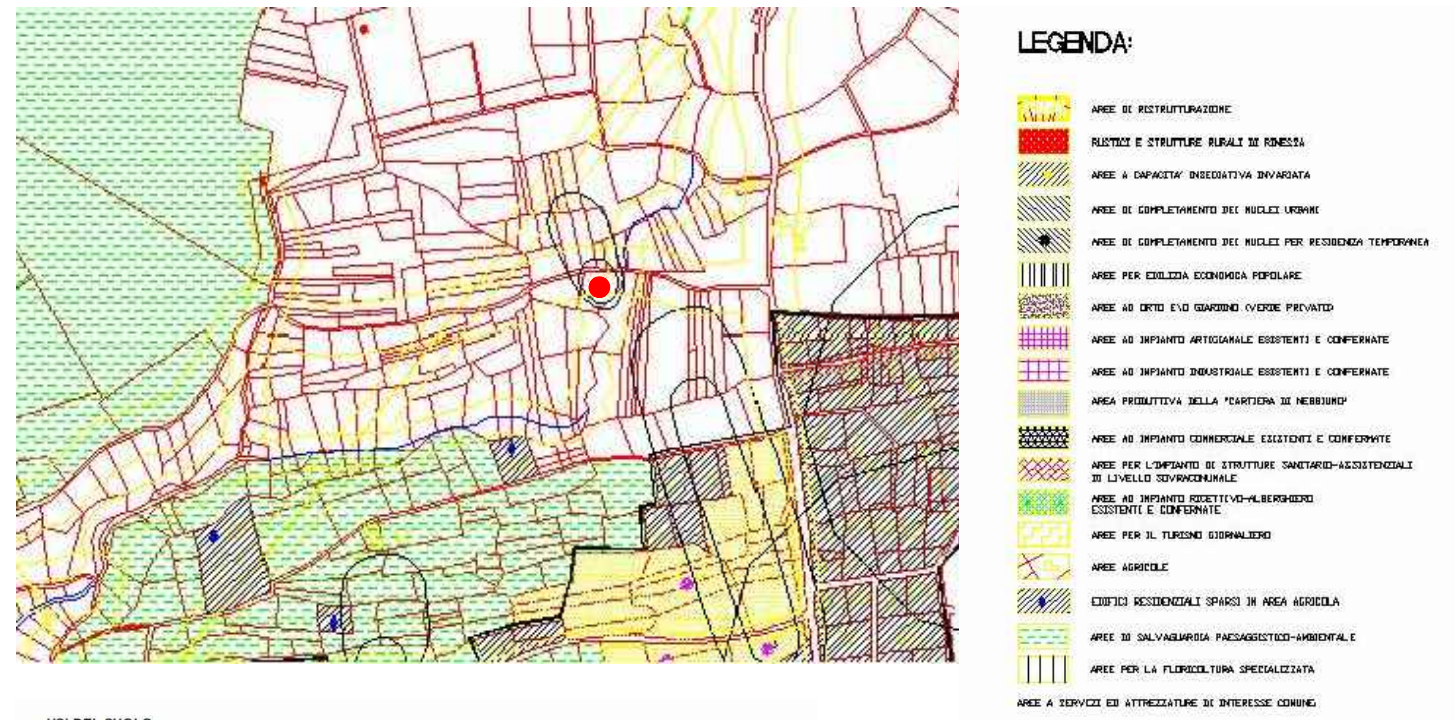 LEGENDA:
AREE DI RISTRUTTURAZIONE
RUSTICI E STRUTTURE RURALI DI RIMESSA
AREE A CAPACITA' INSEDIATIVA INVARIATA
AREE DI COMPLETAMENTO DEI NUCLEI URBANI
AREE DI COMPLETAMENTO DEI NUCLEI PER RESIDENZA TEMPORANEA
AREE PER EDILIZIA ECONOMICA POPOLARE
AREE AD ORTO E\O GIARDINO (VERDE PRIVATO)
AREE AD IMPIANTO ARTIGIANALE ESISTENTI E CONFERMATE
AREE AD IMPIANTO INDUSTRIALE ESISTENTI E CONFERMATE
AREA PRODUTTIVA DELLA "CARTIERA DI NEBBIUNO"
AREE AD IMPIANTO COMMERCIALE ESISTENTI E CONFERMATE
AREE PER L'IMPIANTO DI STRUTTURE SANITARIO-ASSISTENZIALI
DI LIVELLO SOVRACOMUNALE
AREE AD IMPIANTO RICETTIVO-ALBERGHIERO
ESISTENTI E CONFERMATE
AREE PER IL TURISMO GIORNALIERO
AREE AGRICOLE
EDIFICI RESIDENZIALI SPARSI IN AREA AGRICOLA
AREE DI SALVAGUARDIA PAESAGGISTICO-AMBIENTALE
AREE PER LA FLORICOLTURA SPECIALIZZATA
AREE A SERVIZI ED ATTREZZATURE DI INTERESSE COMUNE